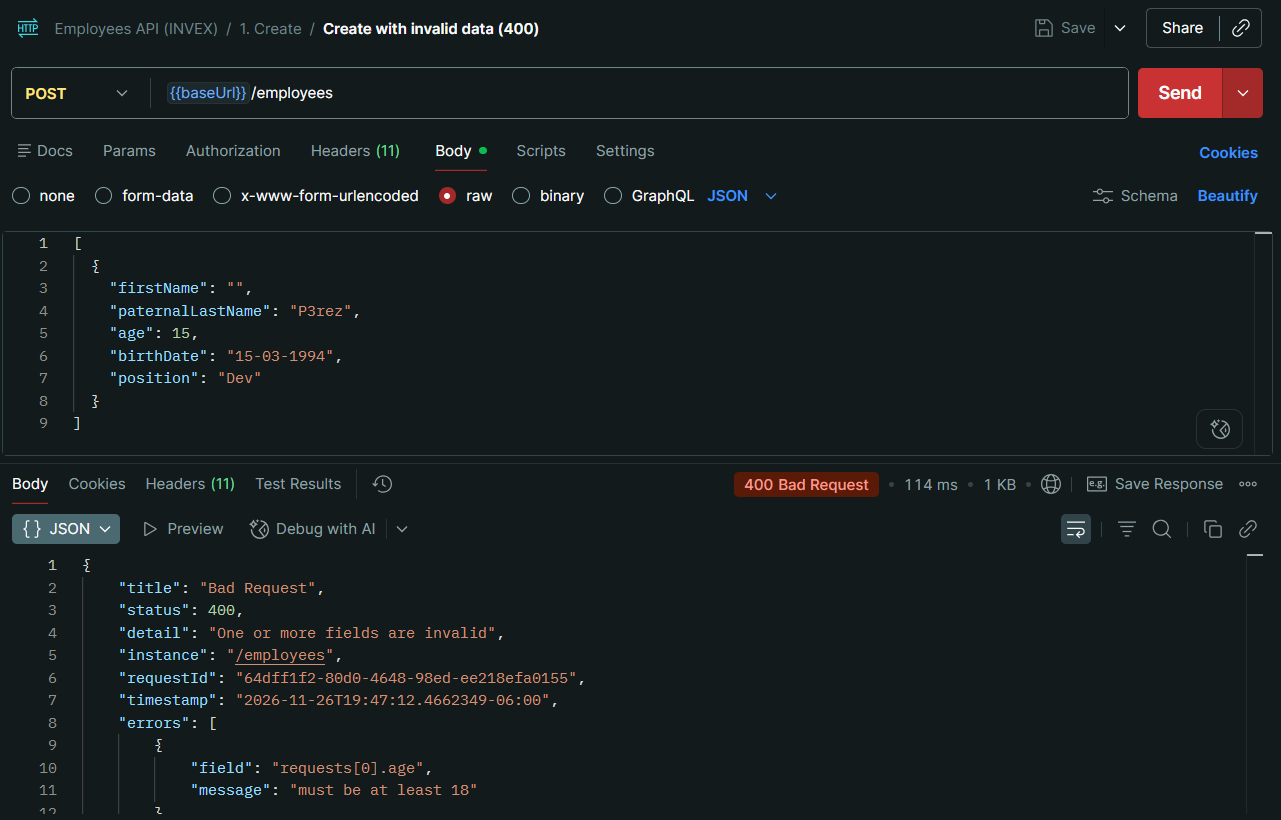 HTTP Employees API (INVEX) / 1. Create / Create with invalid data (400) Save Share
POST {{baseUrl}} /employees Send
Docs Params Authorization Headers (11) Body Scripts Settings Cookies
none form-data x-www-form-urlencoded raw binary GraphQL JSON Schema Beautify
1 [
2 {
3 "firstName": "",
4 "paternalLastName": "P3rez",
5 "age": 15,
6 "birthDate": "15-03-1994",
7 "position": "Dev"
8 }
9 ]
Body Cookies Headers (11) Test Results 400 Bad Request • 114 ms • 1 KB • e.g. Save Response
{} JSON Preview Debug with AI
1 {
2 "title": "Bad Request",
3 "status": 400,
4 "detail": "One or more fields are invalid",
5 "instance": "/employees",
6 "requestId": "64dff1f2-80d0-4648-98ed-ee218efa0155",
7 "timestamp": "2026-11-26T19:47:12.4662349-06:00",
8 "errors": [
9 {
10 "field": "requests[0].age",
11 "message": "must be at least 18"
12 }